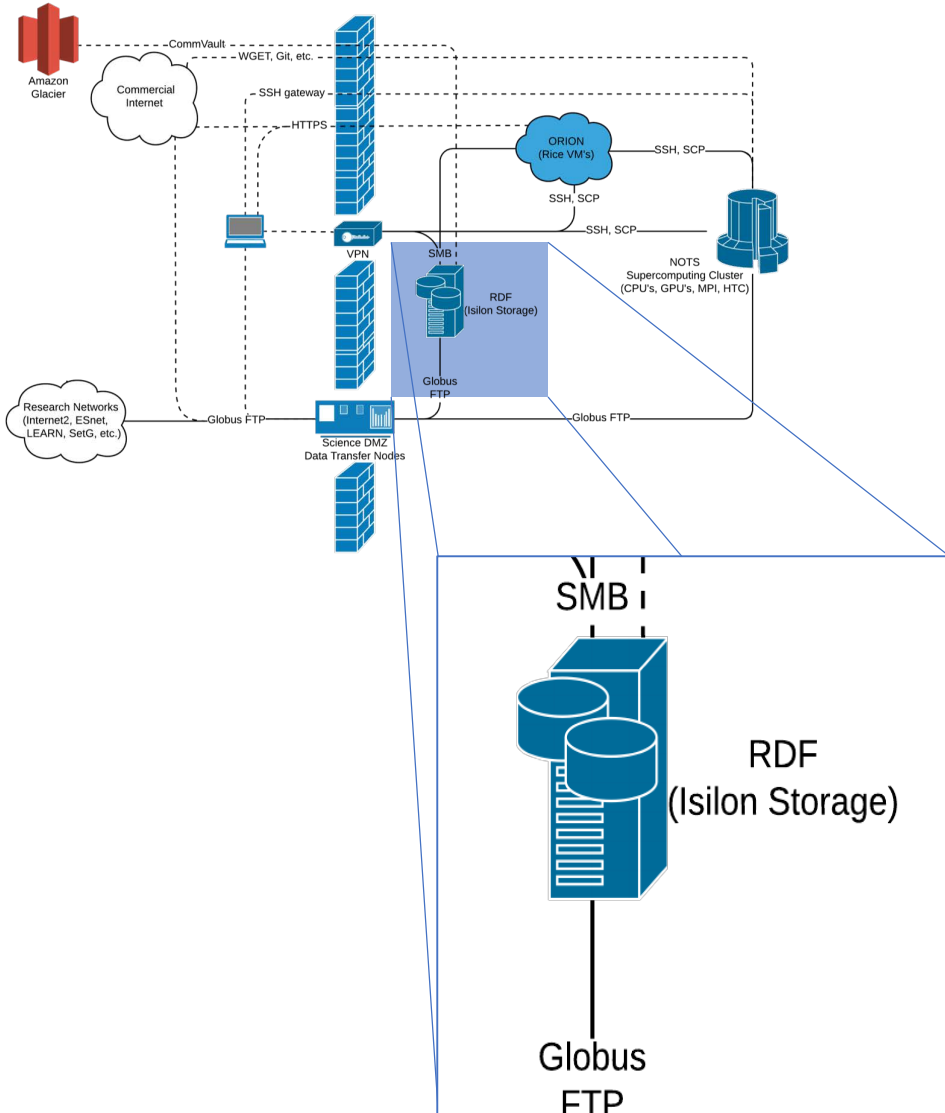 CommVault
WGET, Git, etc.
Amazon
Glacier
Commercial
Internet
SSH gateway
HTTPS
ORION
(Rice VM's)
SSH, SCP
SSH, SCP
SSH, SCP
VPN
SMB
NOTS
Supercomputing Cluster
(CPU's, GPU's, MPI, HTC)
RDF
(Isilon Storage)
Globus
FTP
Research Networks
(Internet2, ESnet,
LEARN, SetG, etc.)
Globus FTP
Globus FTP
Science DMZ
Data Transfer Nodes
SMB
RDF
(Isilon Storage)
Globus
FTP